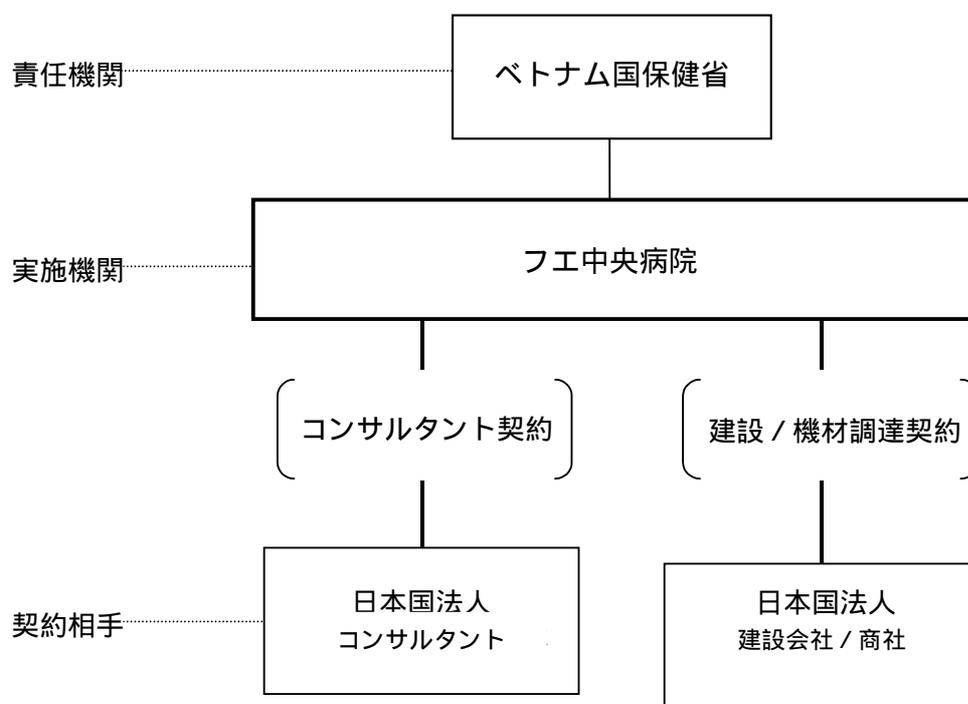 責任機関
ベトナム国保健省
実施機関
フエ中央病院
コンサルタント契約
建設 / 機材調達契約
契約相手
日本国法人
コンサルタント
日本国法人
建設会社 / 商社